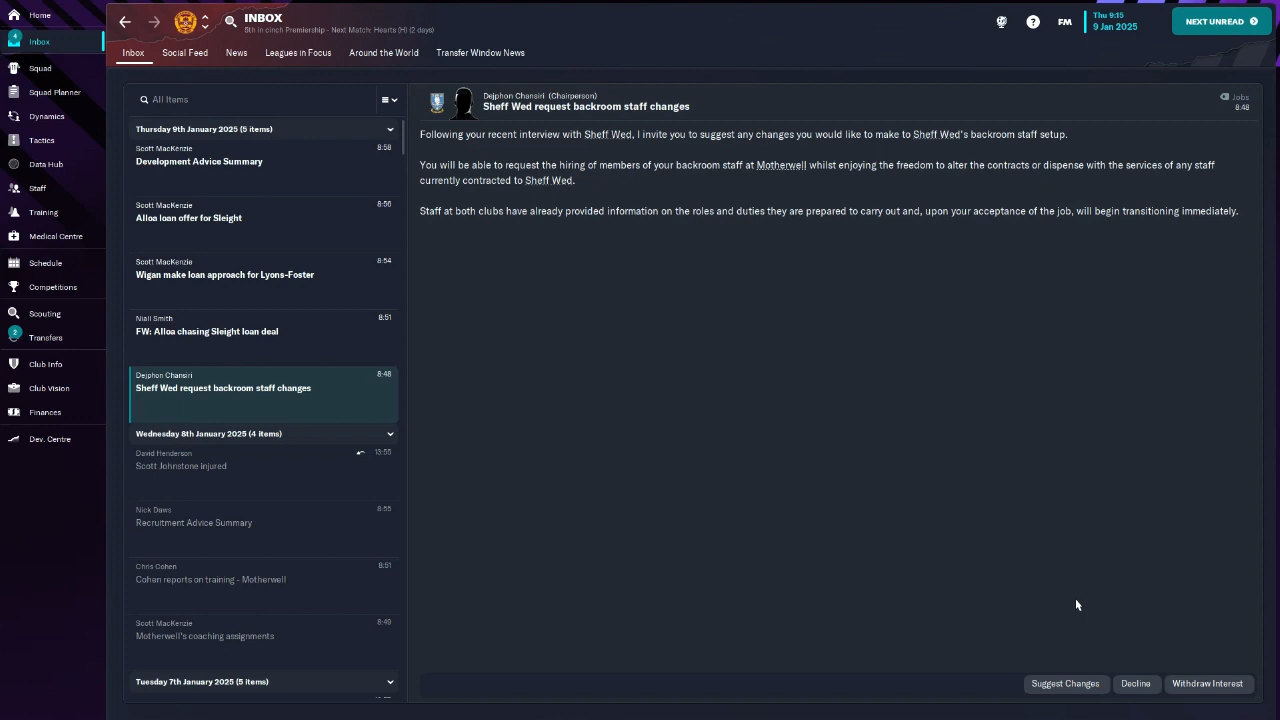 Home
4
Inbox
Squad
Squad Planner
Dynamics
Tactics
Data Hub
Staff
Training
Medical Centre
Schedule
Competitions
Scouting
2
Transfers
Club Info
Club Vision
Finances
Dev. Centre
INBOX
5th in cinch Premiership - Next Match: Hearts (H) (2 days)
FM
Thu 9:15
9 Jan 2025
NEXT UNREAD
Inbox
Social Feed
News
Leagues in Focus
Around the World
Transfer Window News
All Items
Thursday 9th January 2025 (5 items)
Scott MacKenzie 8:58
Development Advice Summary
Scott MacKenzie 8:56
Alloa loan offer for Sleight
Scott MacKenzie 8:54
Wigan make loan approach for Lyons-Foster
Niall Smith 8:51
FW: Alloa chasing Sleight loan deal
Dejphon Chansiri 8:48
Sheff Wed request backroom staff changes
Wednesday 8th January 2025 (4 items)
David Henderson 13:55
Scott Johnstone injured
Nick Daws 8:55
Recruitment Advice Summary
Chris Cohen 8:51
Cohen reports on training - Motherwell
Scott MacKenzie 8:49
Motherwell's coaching assignments
Tuesday 7th January 2025 (5 items)
Dejphon Chansiri (Chairperson)
Sheff Wed request backroom staff changes
Jobs
8:48
Following your recent interview with Sheff Wed, I invite you to suggest any changes you would like to make to Sheff Wed's backroom staff setup.
You will be able to request the hiring of members of your backroom staff at Motherwell whilst enjoying the freedom to alter the contracts or dispense with the services of any staff
currently contracted to Sheff Wed.
Staff at both clubs have already provided information on the roles and duties they are prepared to carry out and, upon your acceptance of the job, will begin transitioning immediately.
Suggest Changes
Decline
Withdraw Interest